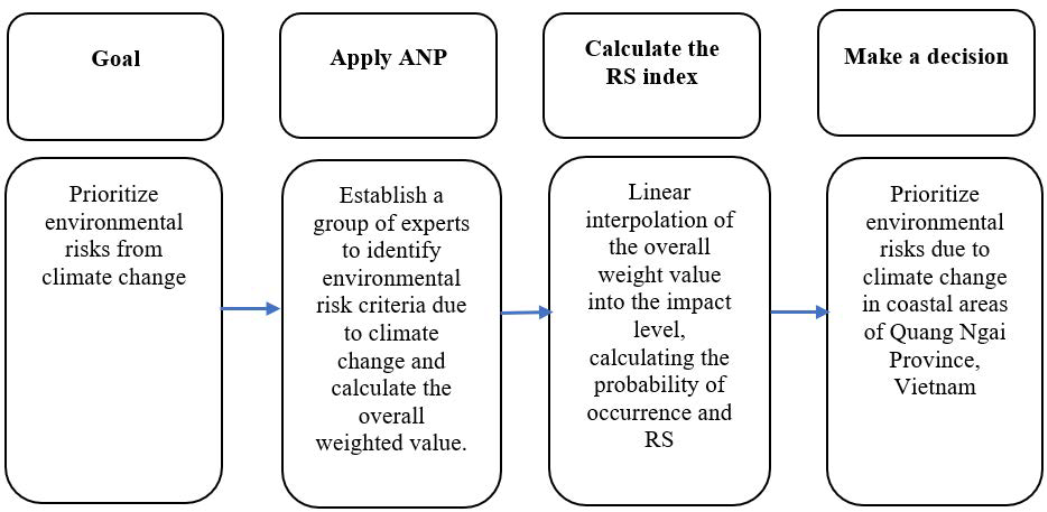 Goal
Apply ANP
Calculate the
RS index
Make a decision
Prioritize
environmental
risks from
climate change
Establish a
group of experts
to identify
environmental
risk criteria due
to climate
change and
calculate the
overall
weighted value.
Linear
interpolation of
the overall
weight value
into the impact
level,
calculating the
probability of
occurrence and
RS
Prioritize
environmental
risks due to
climate change
in coastal areas
of Quang Ngai
Province,
Vietnam